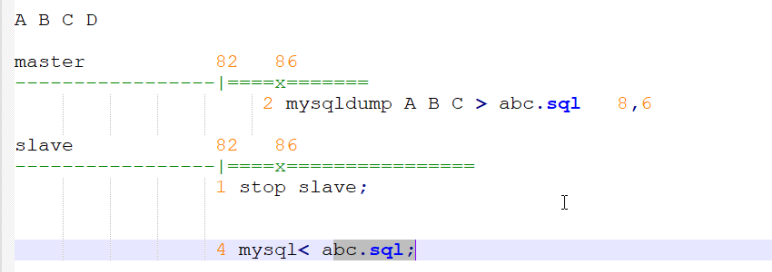 A B C D
master 82 86
-----------------|====x=======
2 mysqldump A B C > abc.sql 8,6
slave 82 86
-----------------|====x================
1 stop slave;
4 mysql< abc.sql;